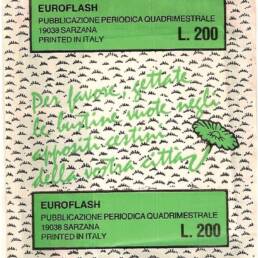 EUROFLASH
PUBBLICAZIONE PERIODICA QUADRIMESTRALE
19038 SARZANA
PRINTED IN ITALY
L. 200
Per favore, gettate
le bustine vuote negli
appositi cestini
della vostra città
EUROFLASH
PUBBLICAZIONE PERIODICA QUADRIMESTRALE
19038 SARZANA
PRINTED IN ITALY
L. 200